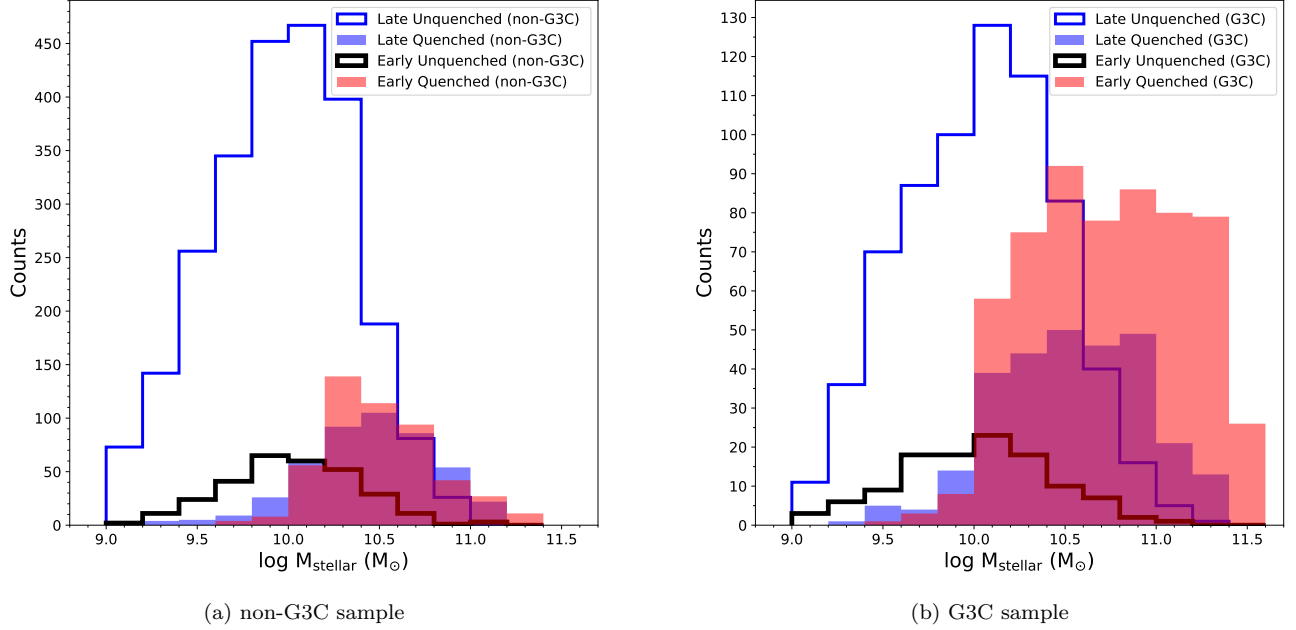 Late Unquenched (non-G3C)
Late Quenched (non-G3C)
Early Unquenched (non-G3C)
Early Quenched (non-G3C)
450
400
350
300
250
200
150
100
50
0
Counts
9.0 9.5 10.0 10.5 11.0 11.5
log M_stellar (M_⊙)
(a) non-G3C sample
Late Unquenched (G3C)
Late Quenched (G3C)
Early Unquenched (G3C)
Early Quenched (G3C)
130
120
110
100
90
80
70
60
50
40
30
20
10
0
Counts
9.0 9.5 10.0 10.5 11.0 11.5
log M_stellar (M_⊙)
(b) G3C sample